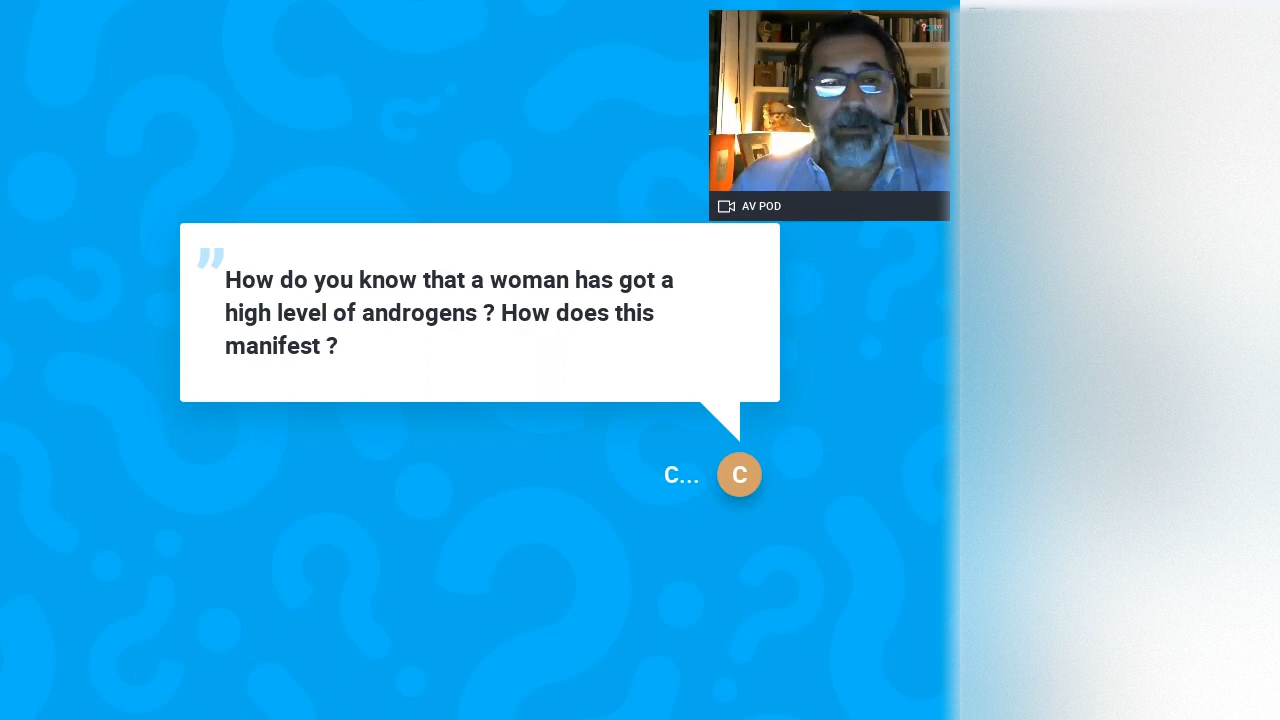 AV POD
”
How do you know that a woman has got a
high level of androgens ? How does this
manifest ?
C... C